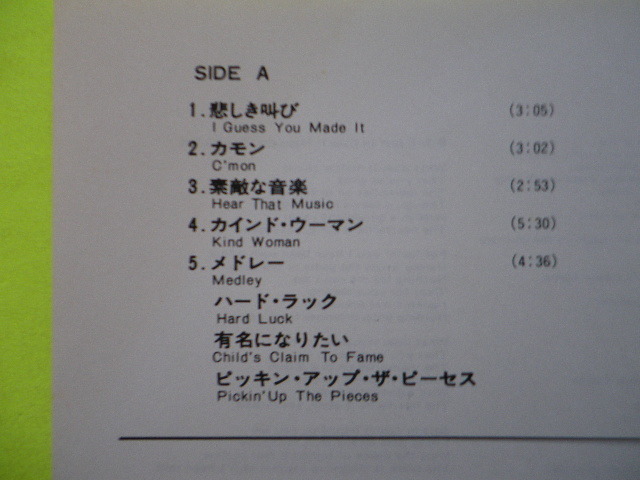 SIDE A
1.悲しき叫び (3:05)
I Guess You Made It
2.カモン (3:02)
C'mon
3.素敵な音楽 (2:53)
Hear That Music
4.カインド・ウーマン (5:30)
Kind Woman
5.メドレー (4:36)
Medley
ハード・ラック
Hard Luck
有名になりたい
Child's Claim To Fame
ピッキン・アップ・ザ・ピーセス
Pickin'Up The Pieces